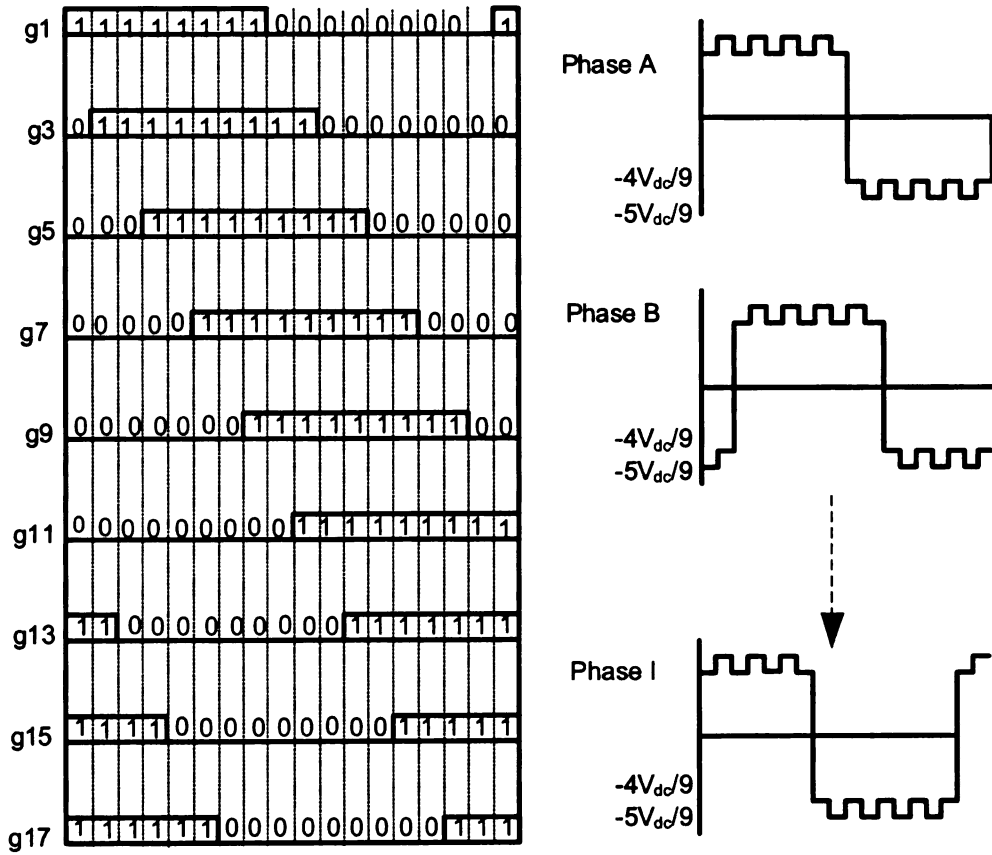 g1 1 1 1 1 1 1 1 1 0 0 0 0 0 0 0 0 1
g3 0 1 1 1 1 1 1 1 1 1 0 0 0 0 0 0 0 0
g5 0 0 0 1 1 1 1 1 1 1 1 1 0 0 0 0 0 0
g7 0 0 0 0 0 1 1 1 1 1 1 1 1 1 0 0 0 0
g9 0 0 0 0 0 0 0 1 1 1 1 1 1 1 1 1 0 0
g11 0 0 0 0 0 0 0 0 0 1 1 1 1 1 1 1 1 1
g13 1 1 0 0 0 0 0 0 0 0 0 1 1 1 1 1 1 1
g15 1 1 1 1 0 0 0 0 0 0 0 0 0 1 1 1 1 1
g17 1 1 1 1 1 1 0 0 0 0 0 0 0 0 0 1 1 1
Phase A
-4Vdc/9
-5Vdc/9
Phase B
-4Vdc/9
-5Vdc/9
Phase I
-4Vdc/9
-5Vdc/9